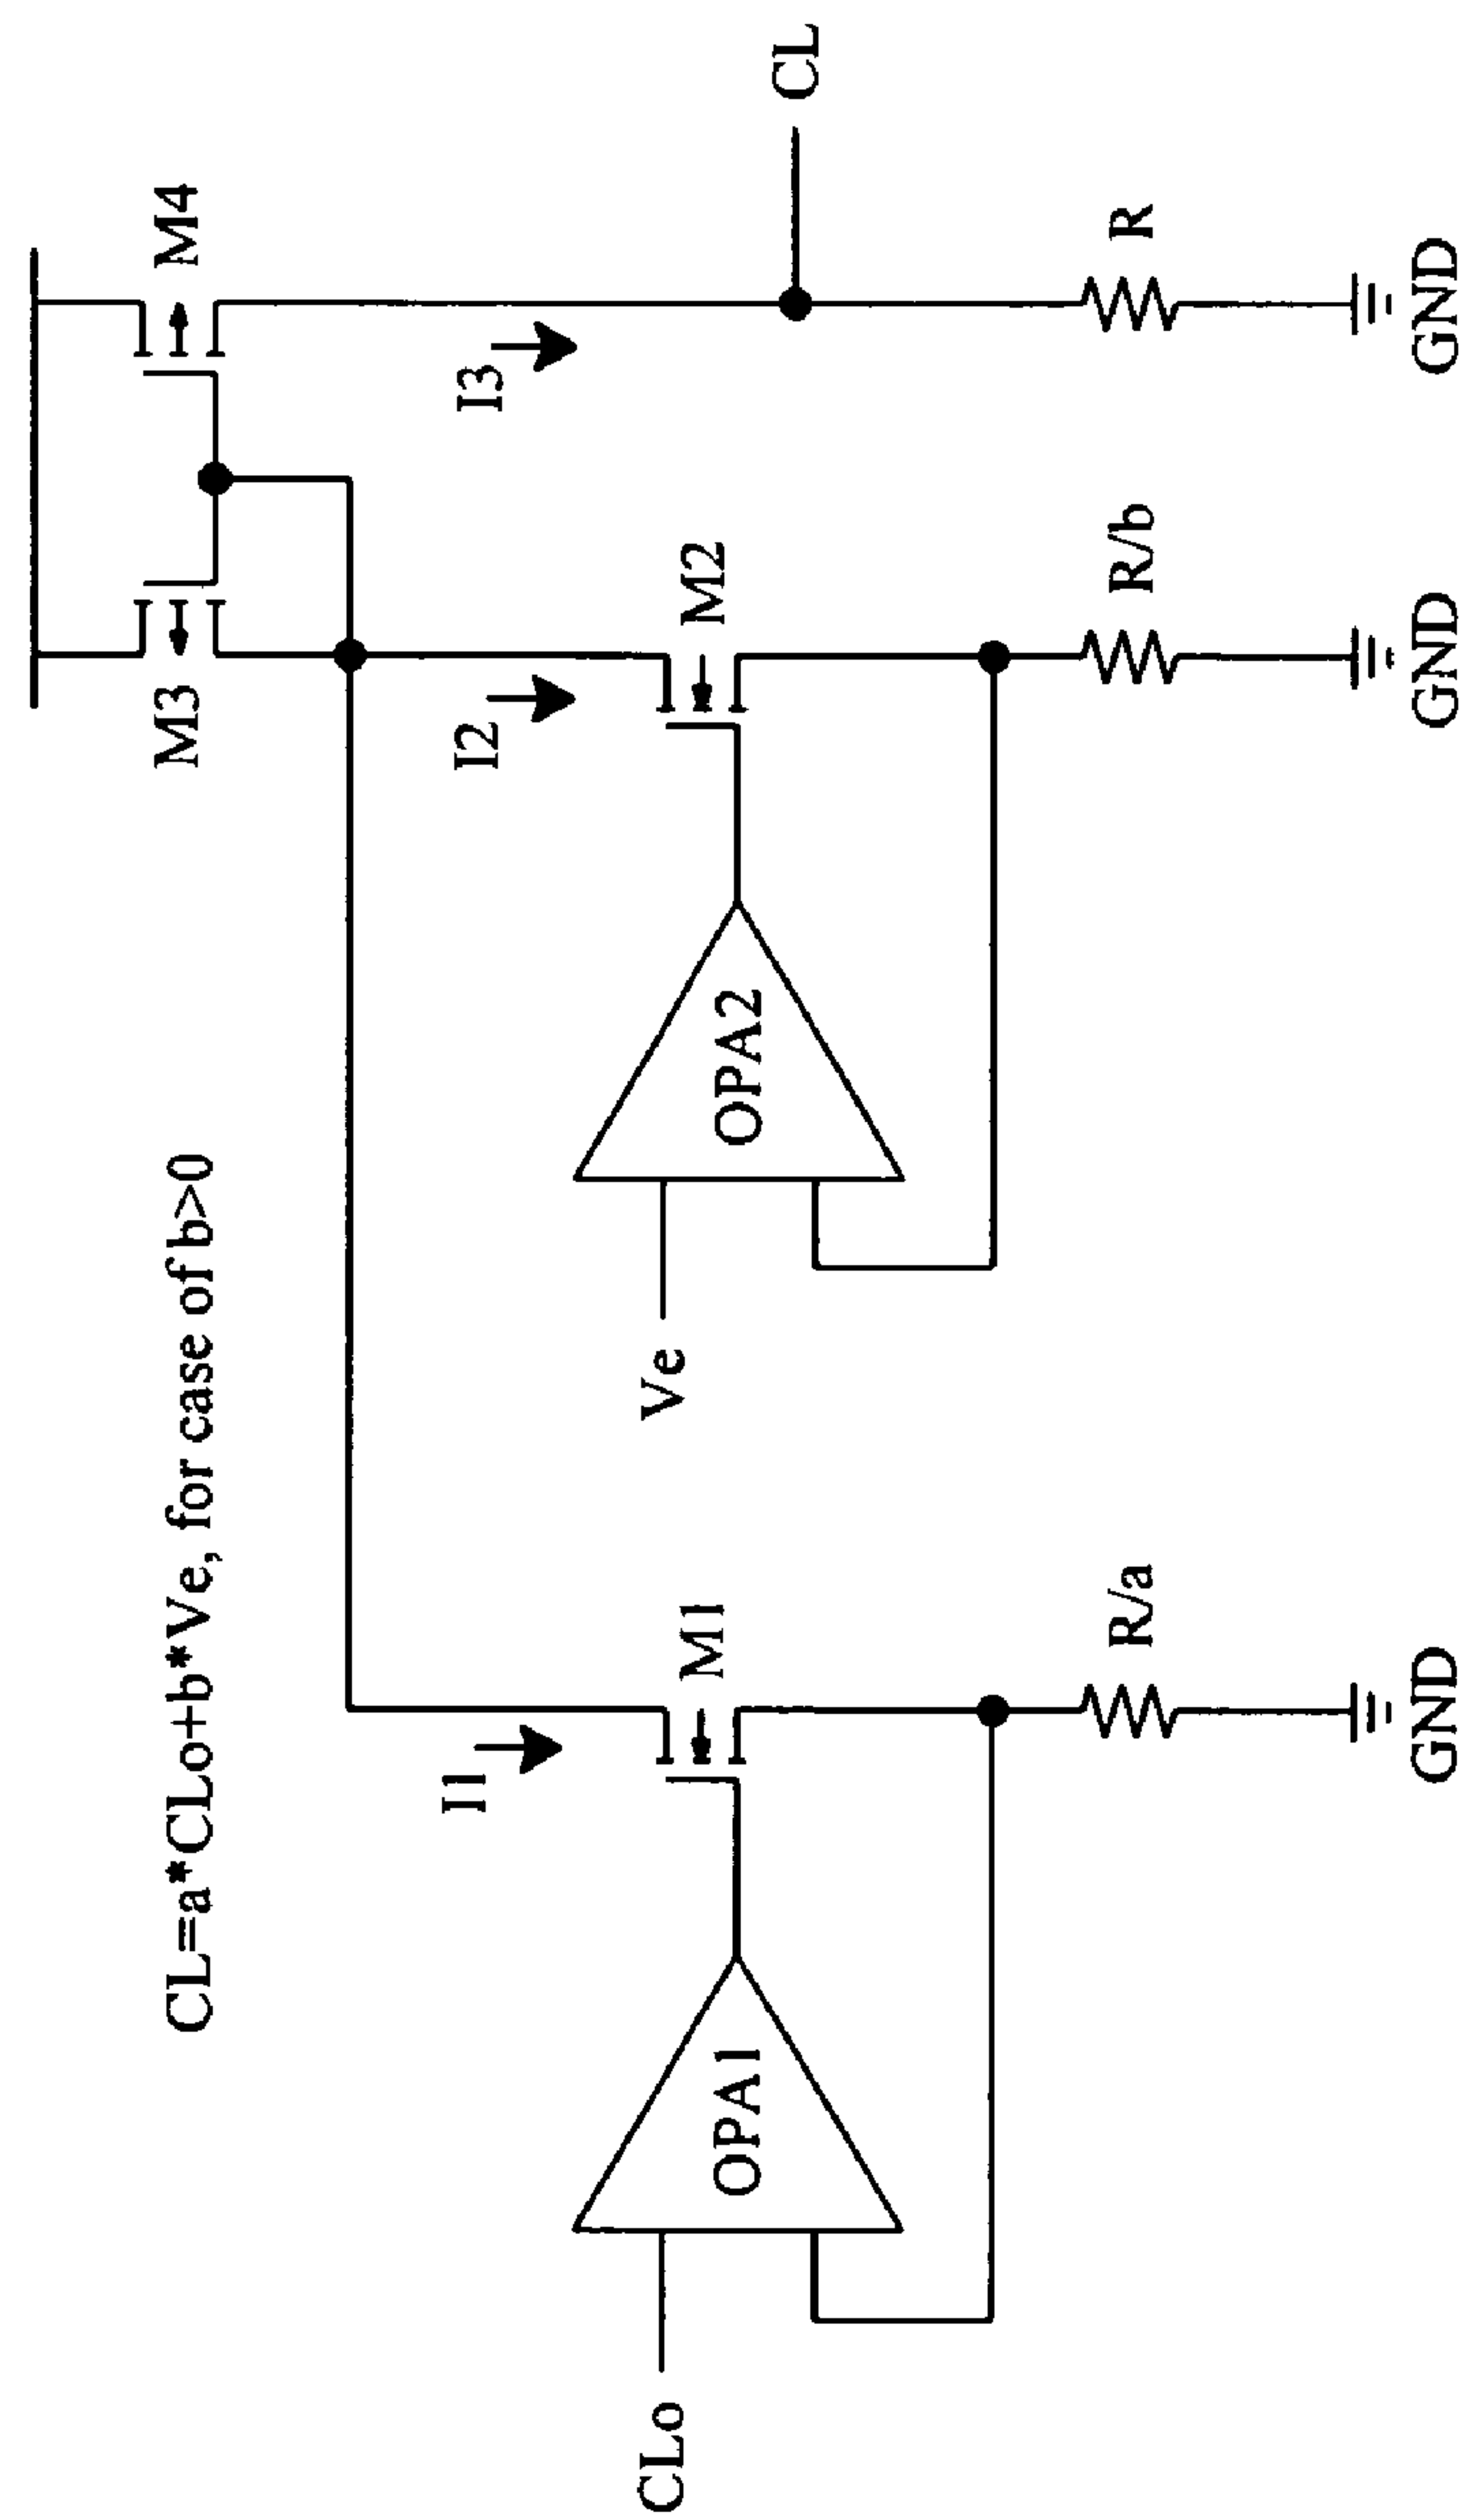 CL=a*CLo+b*Ve, for case of b>0
M3
M4
I1
I2
I3
CLo
OPA1
M1
Ve
OPA2
M2
CL
R/a
R/b
R
GND
GND
GND